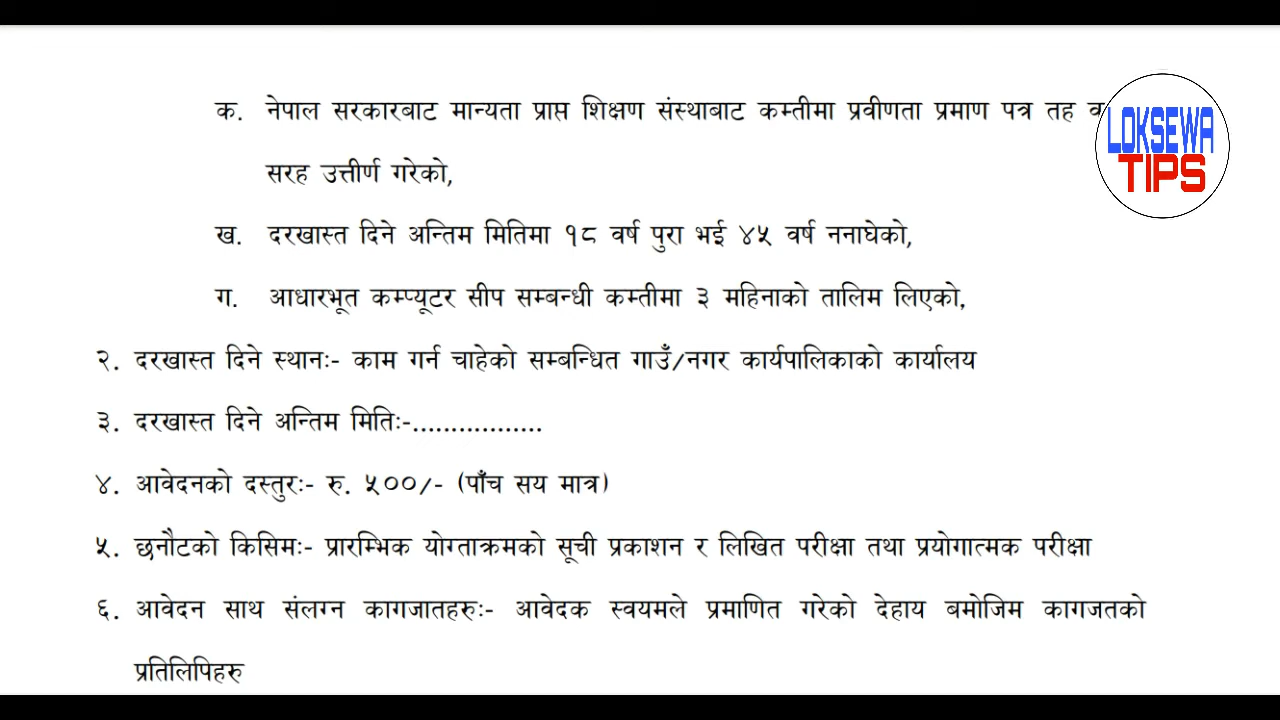 क. नेपाल सरकारबाट मान्यता प्राप्त शिक्षण संस्थाबाट कम्तीमा प्रवीणता प्रमाण पत्र तह
LOKSEWA
TIPS
सरह उत्तीर्ण गरेको,
ख. दरखास्त दिने अन्तिम मितिमा १८ वर्ष पुरा भई ४५ वर्ष ननाघेको,
ग. आधारभूत कम्प्यूटर सीप सम्बन्धी कम्तीमा ३ महिनाको तालिम लिएको,
२. दरखास्त दिने स्थानः- काम गर्न चाहेको सम्बन्धित गाउँ/नगर कार्यपालिकाको कार्यालय
३. दरखास्त दिने अन्तिम मितिः-.................
४. आवेदनको दस्तुरः- रु. ५००/- (पाँच सय मात्र)
५. छनौटको किसिमः- प्रारम्भिक योग्ताक्रमको सूची प्रकाशन र लिखित परीक्षा तथा प्रयोगात्मक परीक्षा
६. आवेदन साथ संलग्न कागजातहरुः- आवेदक स्वयमले प्रमाणित गरेको देहाय बमोजिम कागजतको
प्रतिलिपिहरु